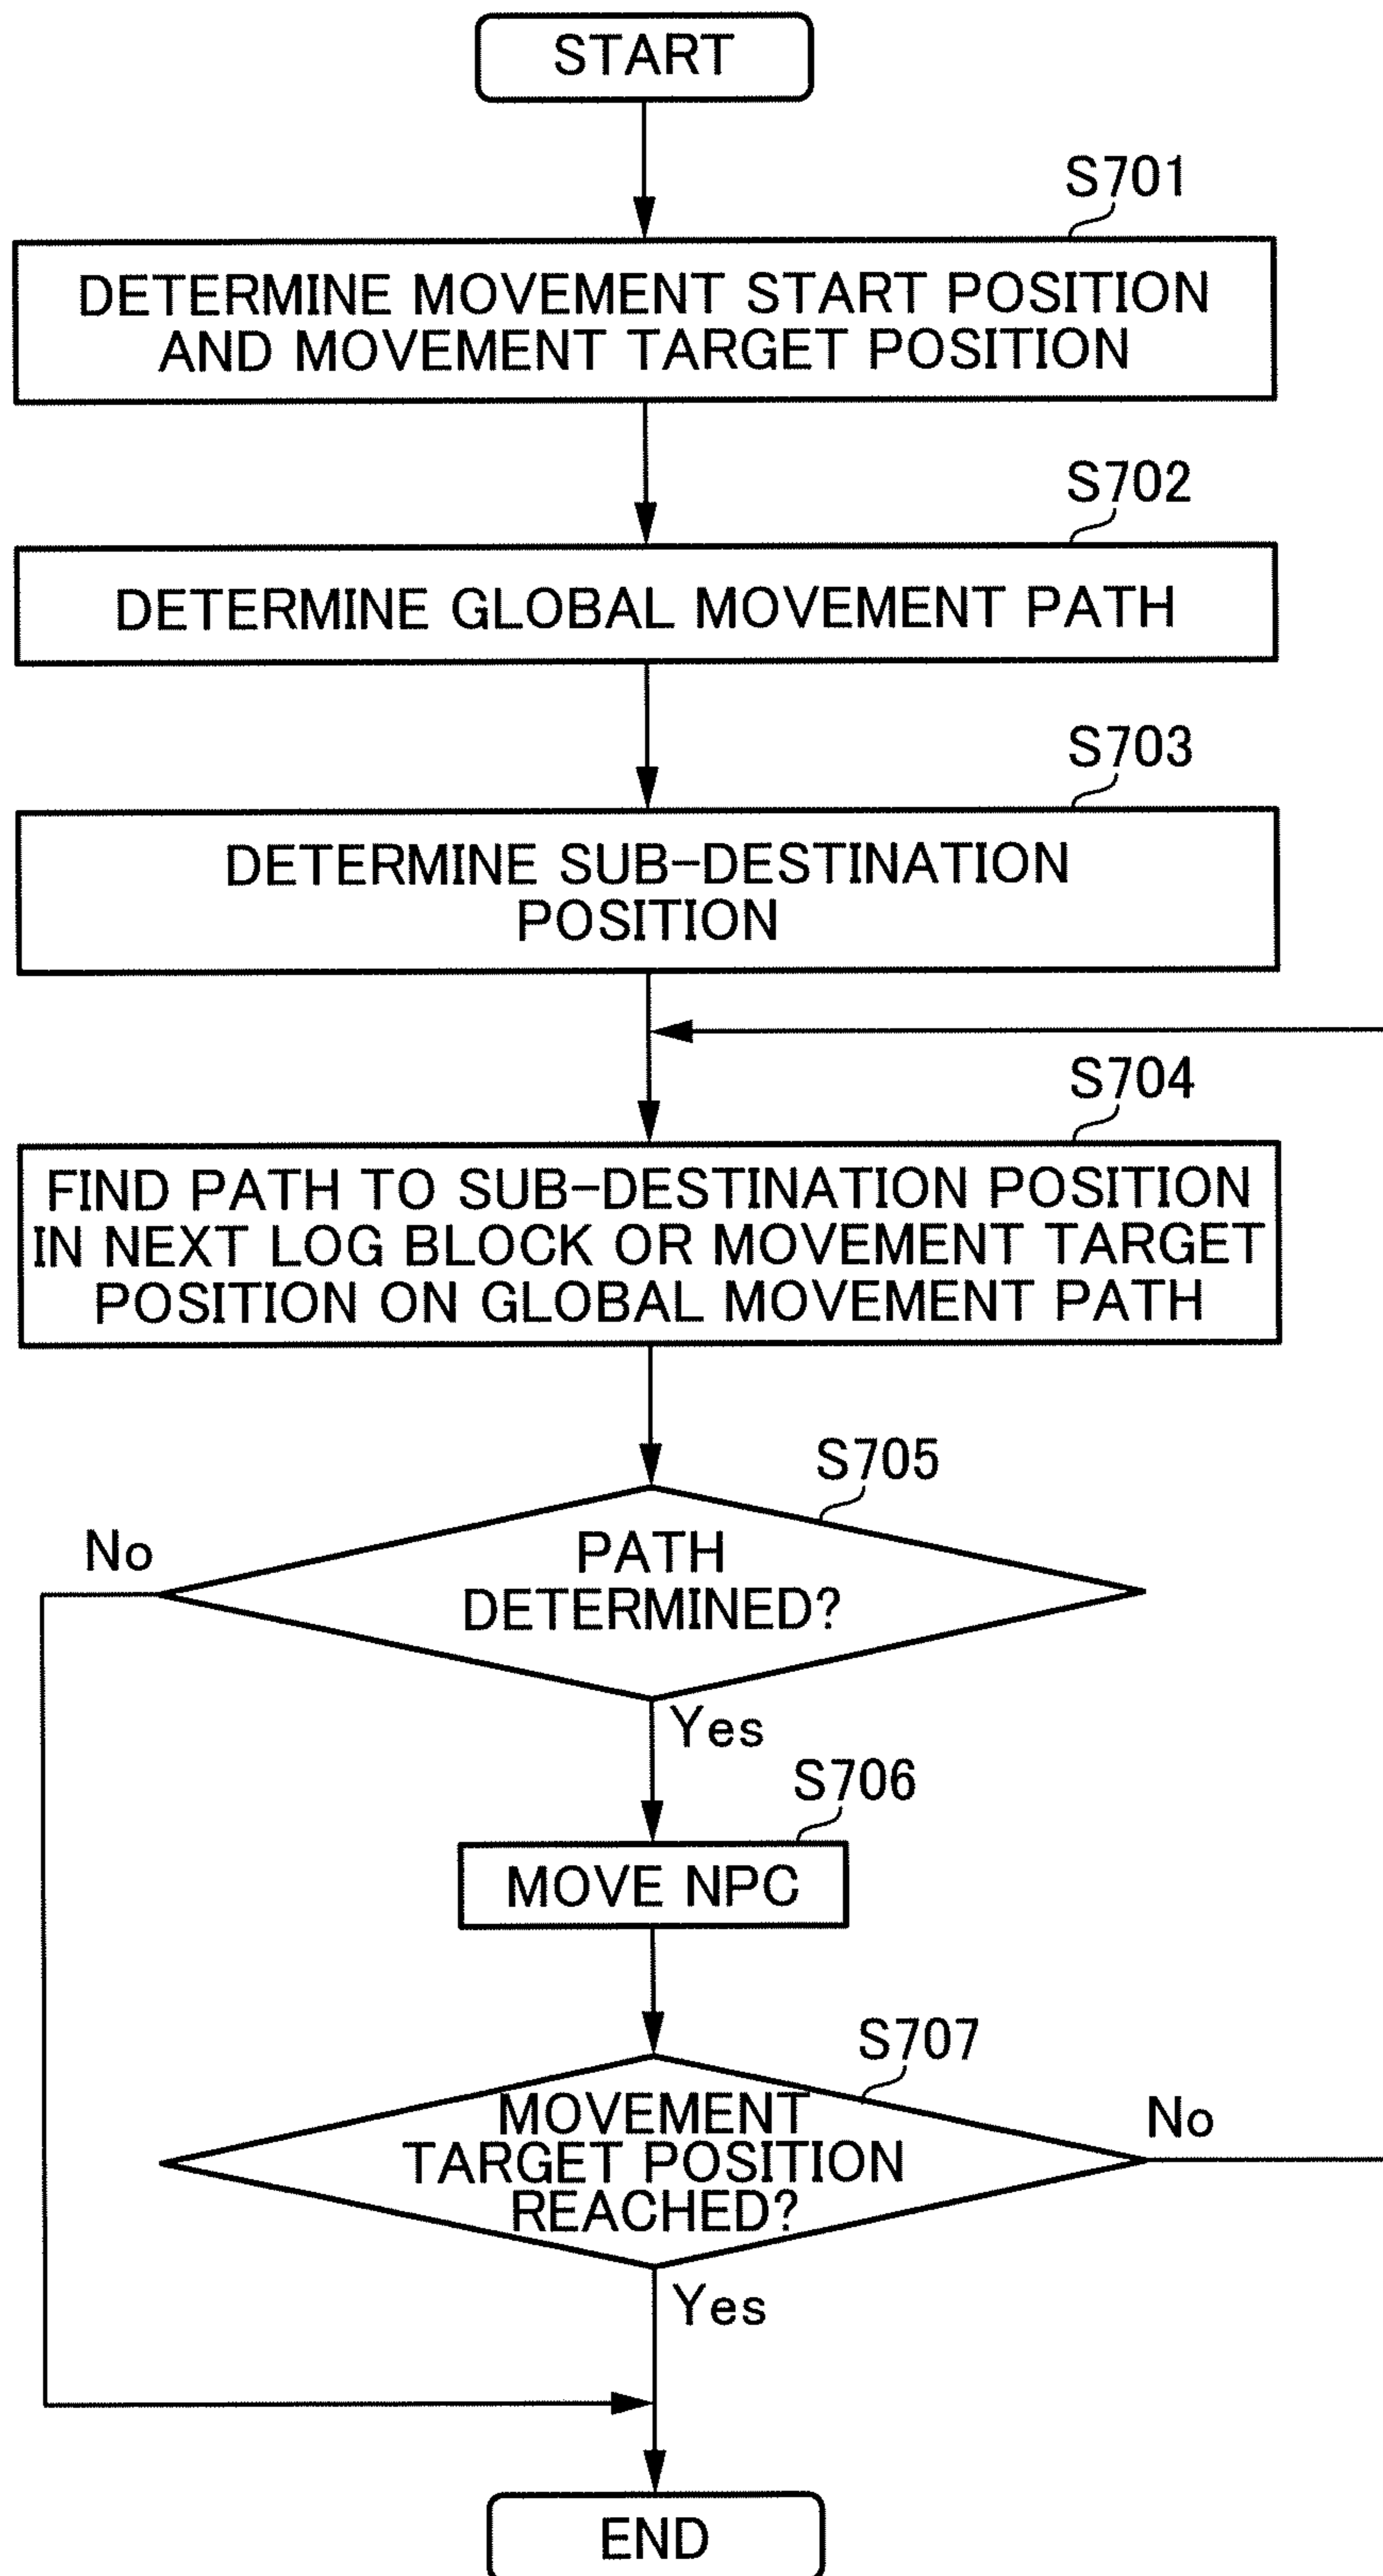 START
S701
DETERMINE MOVEMENT START POSITION
AND MOVEMENT TARGET POSITION
S702
DETERMINE GLOBAL MOVEMENT PATH
S703
DETERMINE SUB-DESTINATION
POSITION
S704
FIND PATH TO SUB-DESTINATION POSITION
IN NEXT LOG BLOCK OR MOVEMENT TARGET
POSITION ON GLOBAL MOVEMENT PATH
S705
No
PATH
DETERMINED?
Yes
S706
MOVE NPC
S707
MOVEMENT
TARGET POSITION
REACHED?
No
Yes
END